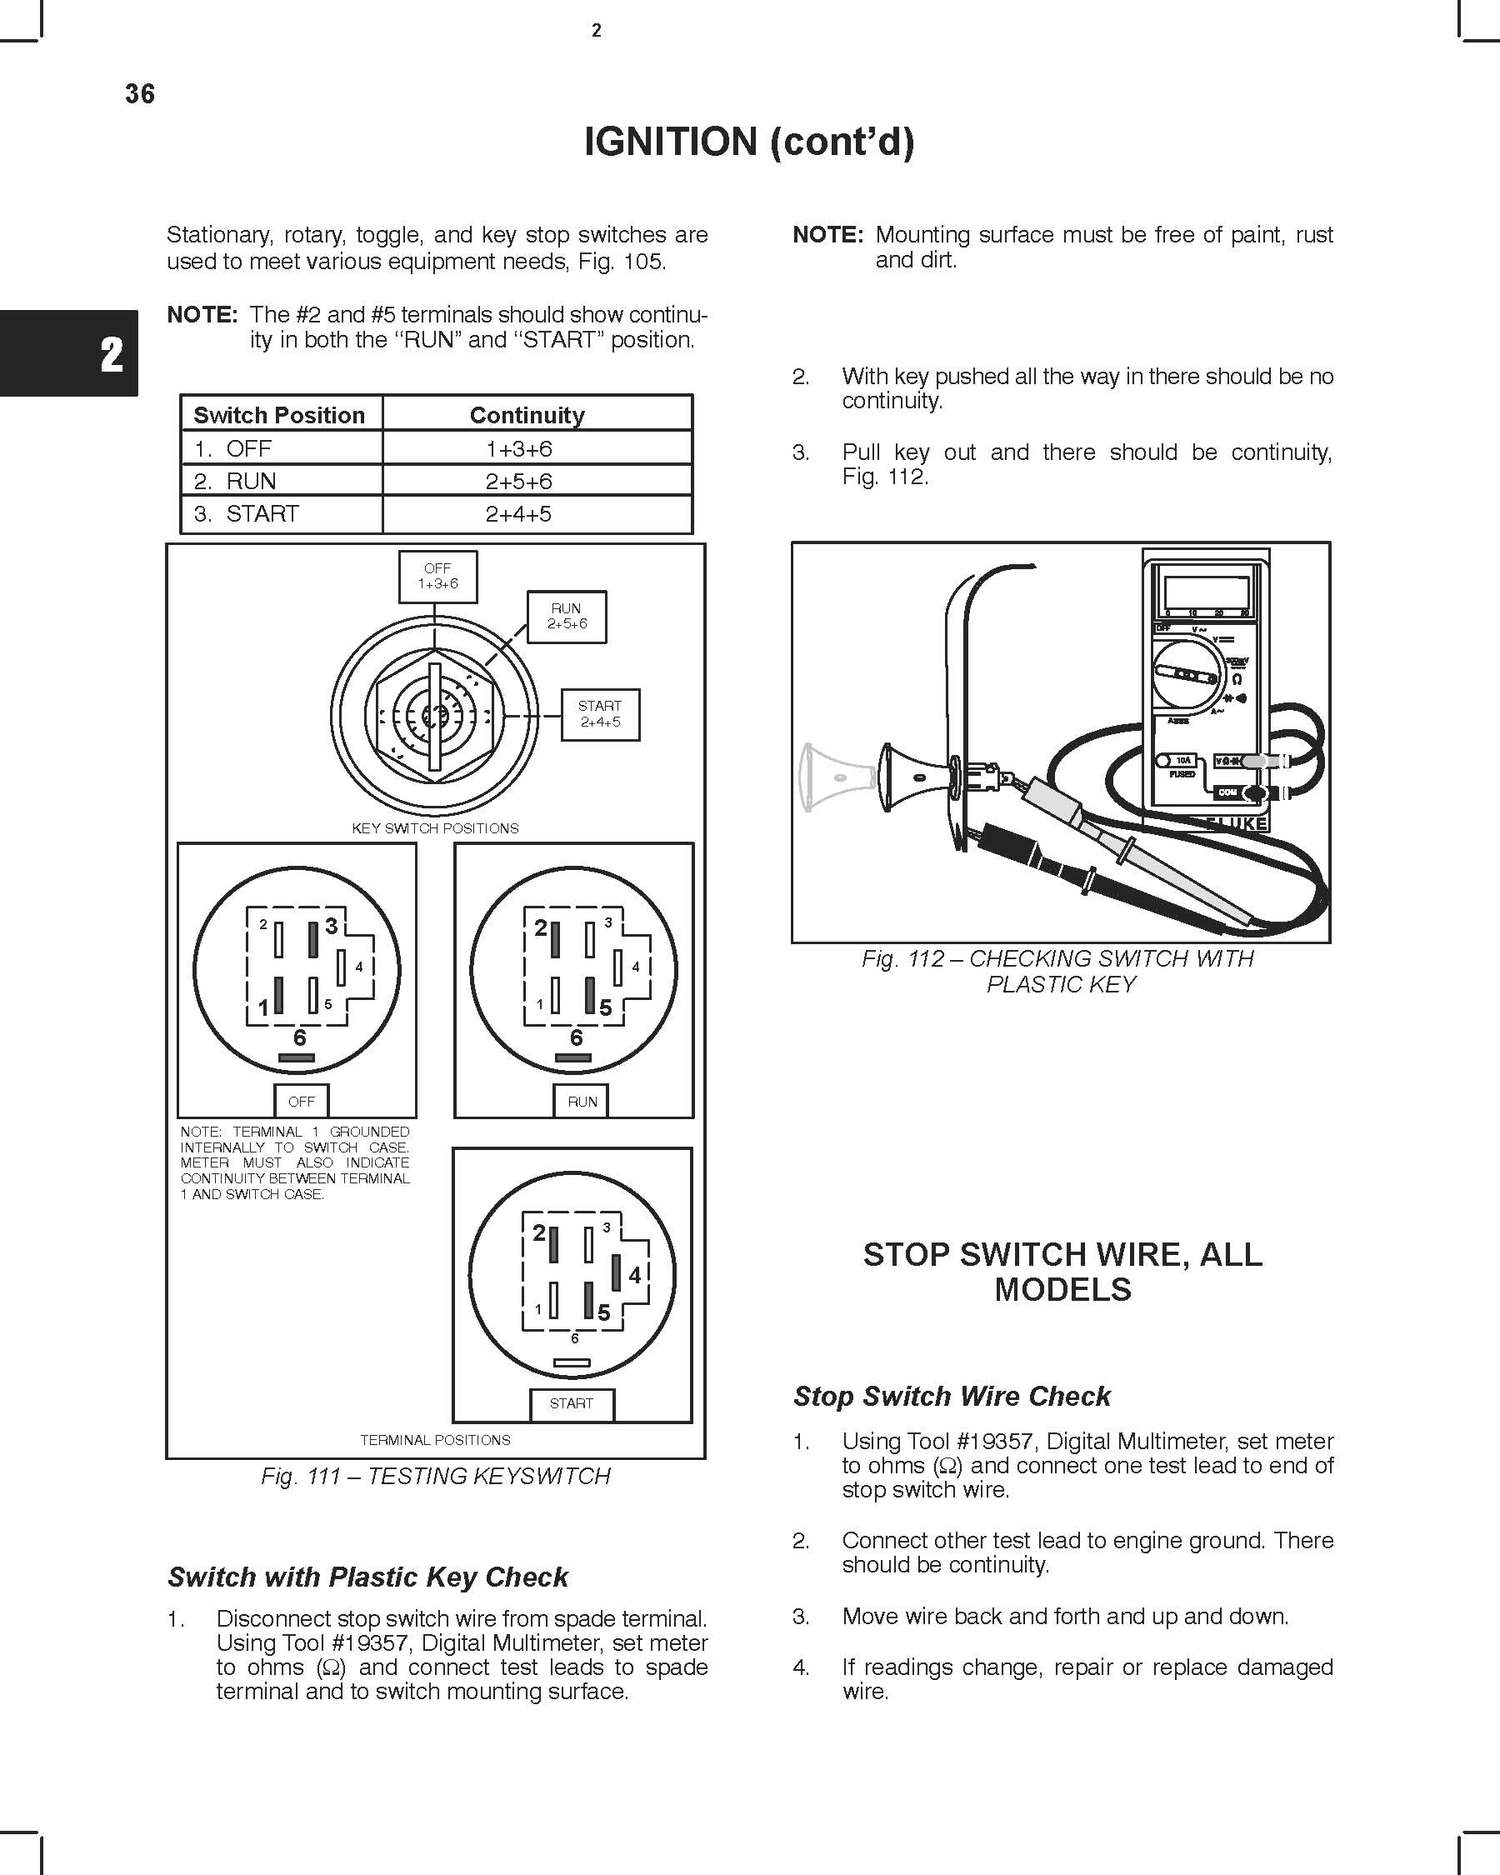 2
36
IGNITION (cont’d)
Stationary, rotary, toggle, and key stop switches are
used to meet various equipment needs, Fig. 105.
NOTE: The #2 and #5 terminals should show continu-
ity in both the “RUN” and “START” position.
2
Switch Position Continuity
1. OFF 1+3+6
2. RUN 2+5+6
3. START 2+4+5
OFF
1+3+6
RUN
2+5+6
START
2+4+5
KEY SWITCH POSITIONS
2 3
4
1 5
6
OFF
2 3
4
1 5
6
RUN
NOTE: TERMINAL 1 GROUNDED
INTERNALLY TO SWITCH CASE.
METER MUST ALSO INDICATE
CONTINUITY BETWEEN TERMINAL
1 AND SWITCH CASE.
2 3
4
1 5
6
START
TERMINAL POSITIONS
Fig. 111 – TESTING KEYSWITCH
Switch with Plastic Key Check
1. Disconnect stop switch wire from spade terminal.
Using Tool #19357, Digital Multimeter, set meter
to ohms (Ω) and connect test leads to spade
terminal and to switch mounting surface.
NOTE: Mounting surface must be free of paint, rust
and dirt.
2. With key pushed all the way in there should be no
continuity.
3. Pull key out and there should be continuity,
Fig. 112.
0 10 20
OFF V~
V
300mV
Ω
A~
10A
FUSED
COM
FLUKE
Fig. 112 – CHECKING SWITCH WITH
PLASTIC KEY
STOP SWITCH WIRE, ALL
MODELS
Stop Switch Wire Check
1. Using Tool #19357, Digital Multimeter, set meter
to ohms (Ω) and connect one test lead to end of
stop switch wire.
2. Connect other test lead to engine ground. There
should be continuity.
3. Move wire back and forth and up and down.
4. If readings change, repair or replace damaged
wire.